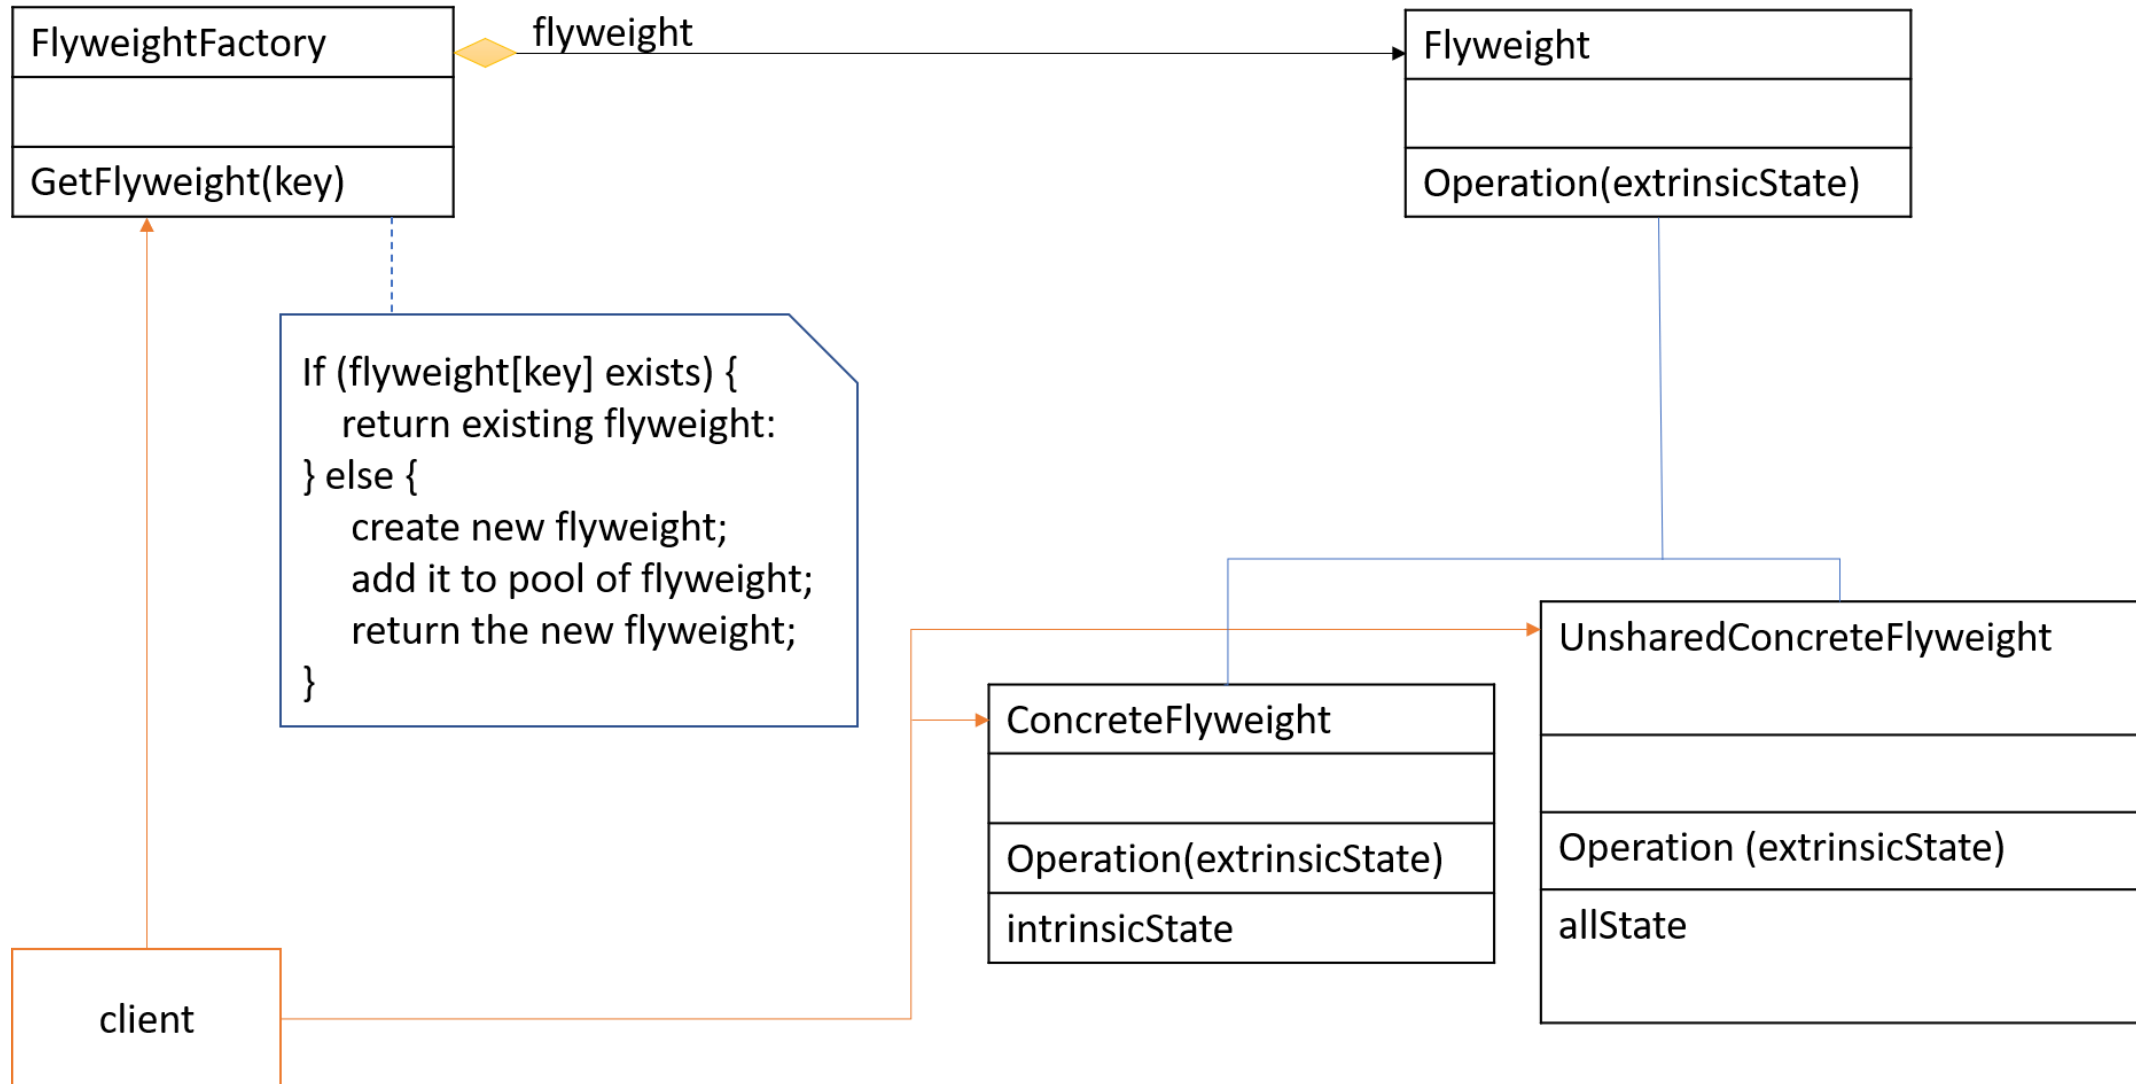 FlyweightFactory
GetFlyweight(key)
flyweight
Flyweight
Operation(extrinsicState)
If (flyweight[key] exists) {
return existing flyweight:
} else {
create new flyweight;
add it to pool of flyweight;
return the new flyweight;
}
ConcreteFlyweight
Operation(extrinsicState)
intrinsicState
UnsharedConcreteFlyweight
Operation (extrinsicState)
allState
client